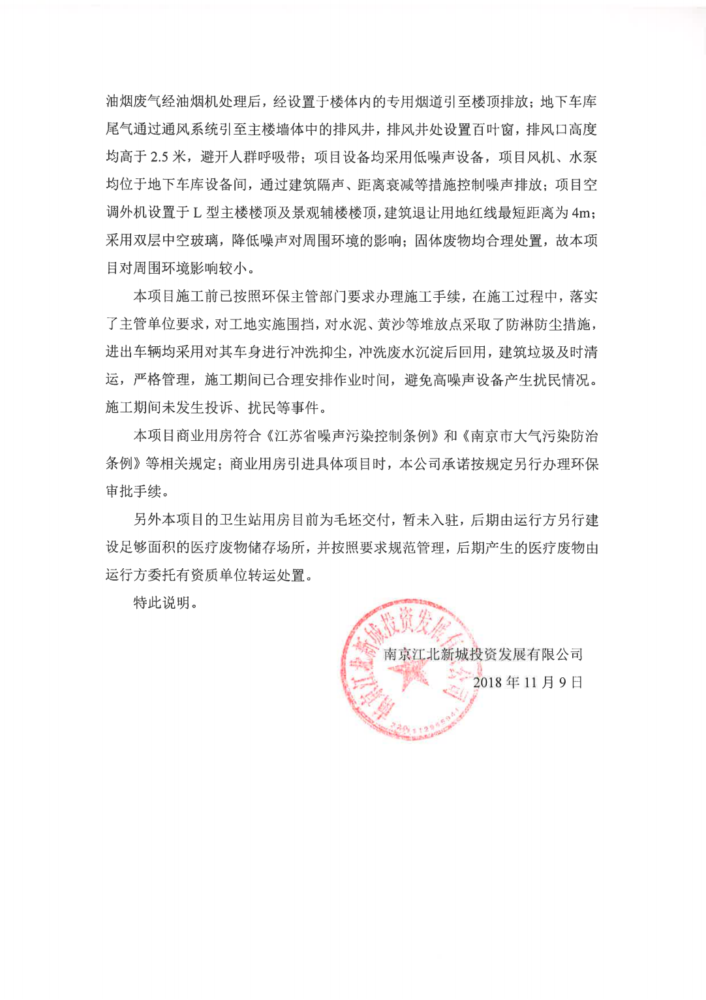 油烟废气经油烟机处理后，经设置于楼体内的专用烟道引至楼顶排放；地下车库
尾气通过通风系统引至主楼墙体中的排风井，排风井处设置百叶窗，排风口高度
均高于 2.5 米，避开人群呼吸带；项目设备均采用低噪声设备，项目风机、水泵
均位于地下车库设备间，通过建筑隔声、距离衰减等措施控制噪声排放；项目空
调外机设置于 L 型主楼楼顶及景观辅楼楼顶，建筑退让用地红线最短距离为 4m；
采用双层中空玻璃，降低噪声对周围环境的影响；固体废物均合理处置，故本项
目对周围环境影响较小。
本项目施工前已按照环保主管部门要求办理施工手续，在施工过程中，落实
了主管单位要求，对工地实施围挡，对水泥、黄沙等堆放点采取了防淋防尘措施，
进出车辆均采用对其车身进行冲洗抑尘，冲洗废水沉淀后回用，建筑垃圾及时清
运，严格管理，施工期间已合理安排作业时间，避免高噪声设备产生扰民情况。
施工期间未发生投诉、扰民等事件。
本项目商业用房符合《江苏省噪声污染控制条例》和《南京市大气污染防治
条例》等相关规定；商业用房引进具体项目时，本公司承诺按规定另行办理环保
审批手续。
另外本项目的卫生站用房目前为毛坯交付，暂未入驻，后期由运行方另行建
设足够面积的医疗废物储存场所，并按照要求规范管理，后期产生的医疗废物由
运行方委托有资质单位转运处置。
特此说明。
南京江北新城投资发展有限公司
南京江北新城投资发展有限公司
2018 年 11 月 9 日